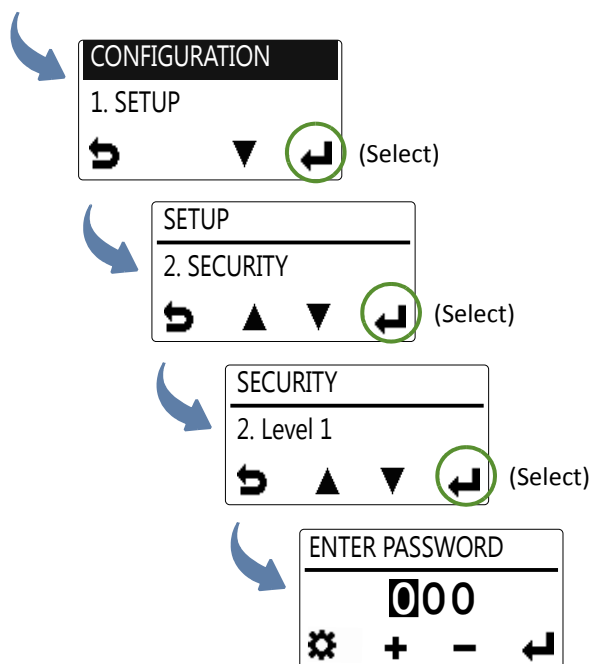 CONFIGURATION
1. SETUP
(Select)
SETUP
2. SECURITY
(Select)
SECURITY
2. Level 1
(Select)
ENTER PASSWORD
000
+ -